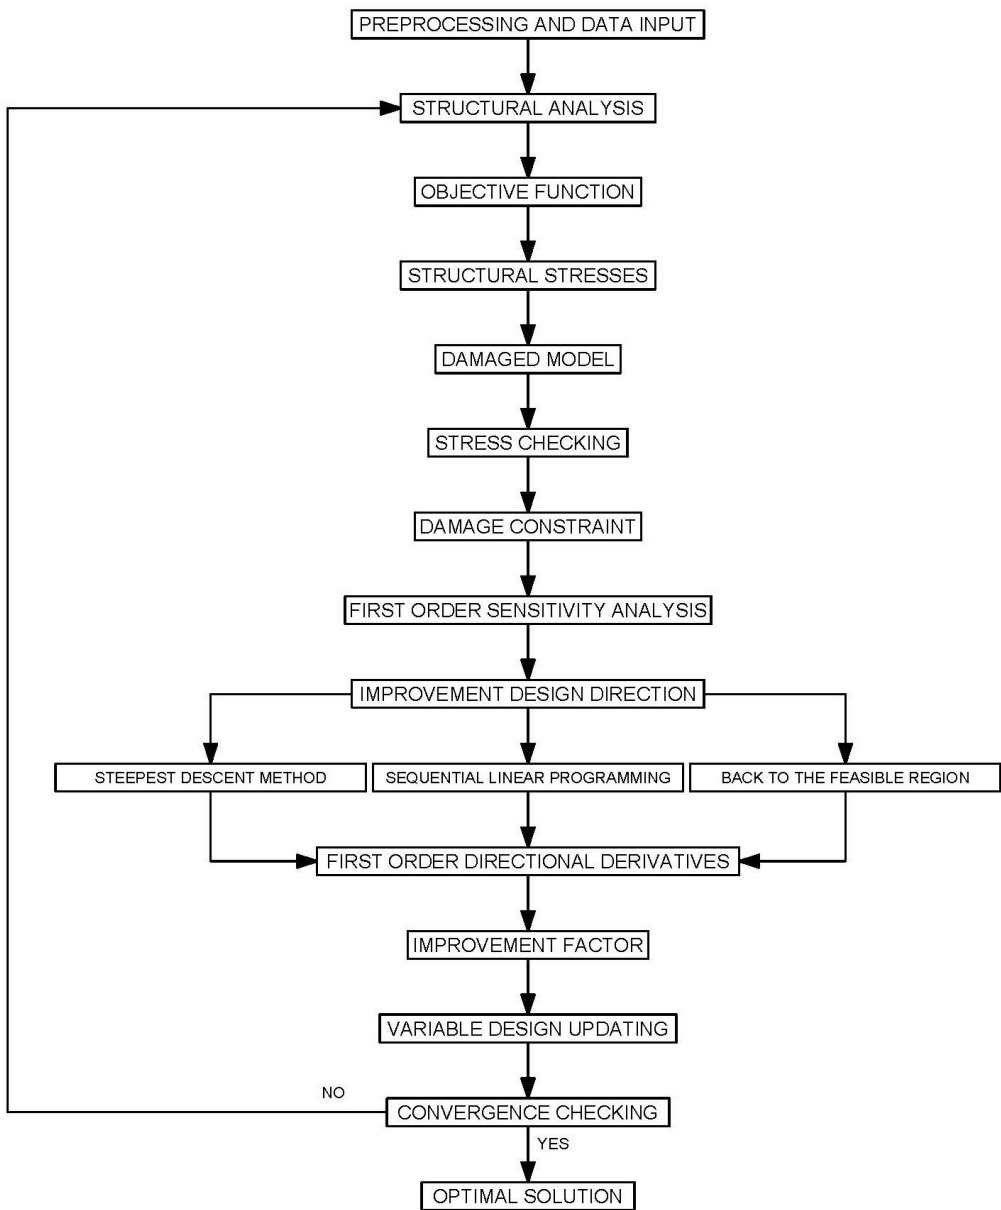 PREPROCESSING AND DATA INPUT
STRUCTURAL ANALYSIS
OBJECTIVE FUNCTION
STRUCTURAL STRESSES
DAMAGED MODEL
STRESS CHECKING
DAMAGE CONSTRAINT
FIRST ORDER SENSITIVITY ANALYSIS
IMPROVEMENT DESIGN DIRECTION
STEEPEST DESCENT METHOD
SEQUENTIAL LINEAR PROGRAMMING
BACK TO THE FEASIBLE REGION
FIRST ORDER DIRECTIONAL DERIVATIVES
IMPROVEMENT FACTOR
VARIABLE DESIGN UPDATING
NO
CONVERGENCE CHECKING
YES
OPTIMAL SOLUTION